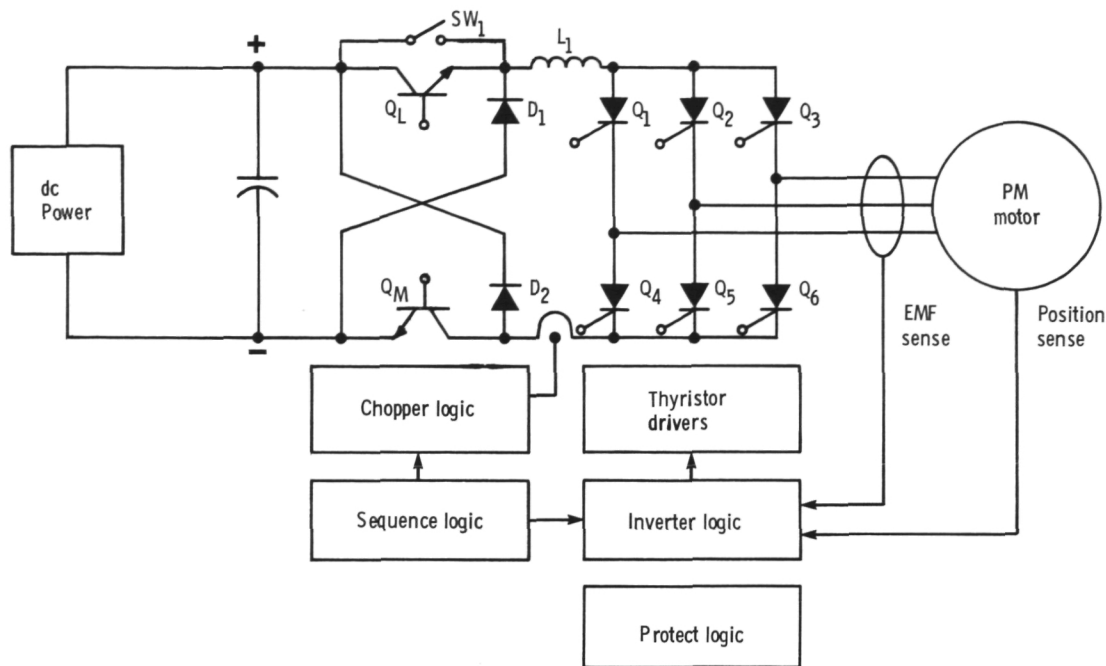 SW1
L1
+
QL
D1
Q1
Q2
Q3
dc
Power
PM
motor
QM
D2
Q4
Q5
Q6
−
EMF
sense
Position
sense
Chopper logic
Thyristor
drivers
Sequence logic
Inverter logic
Protect logic